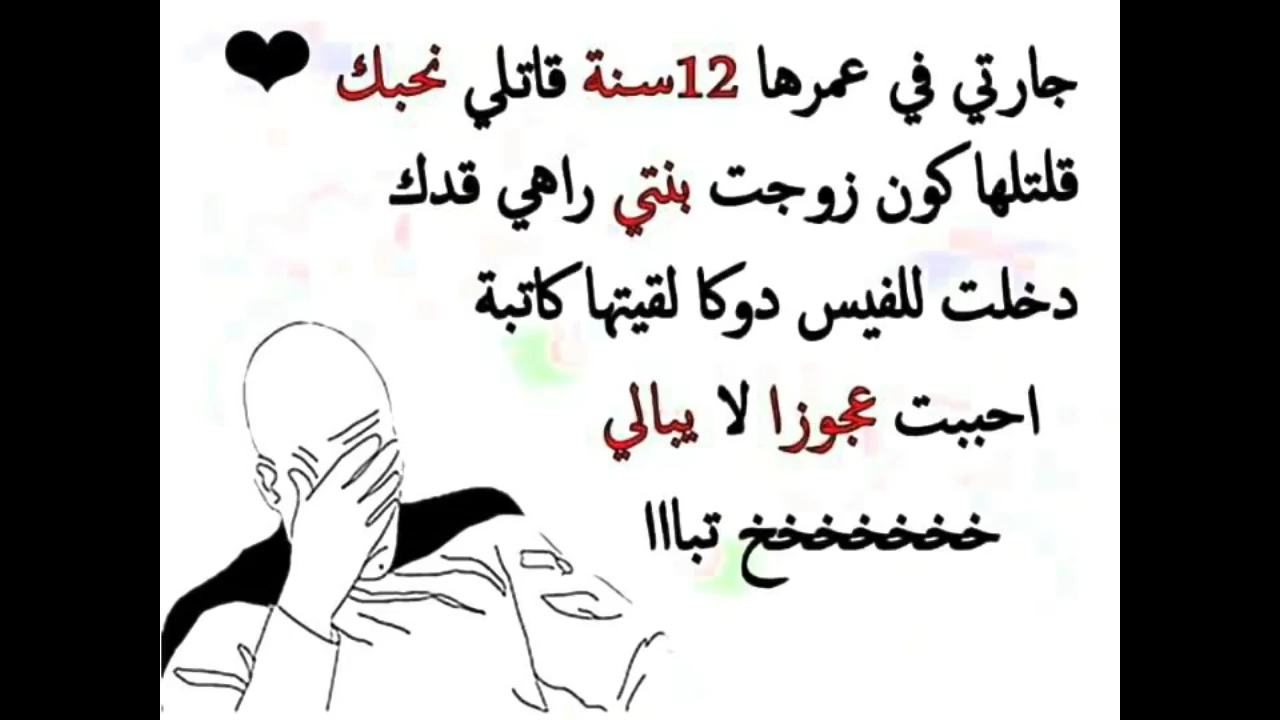 جارتي في عمرها 12سنة قاتلي نحبك ❤
قلتلها كون زوجت بنتي راهي قدك
دخلت للفيس دوكا لقيتها كاتبة
احببت عجوزا لا يبالي
خخخخخخخ تباااا